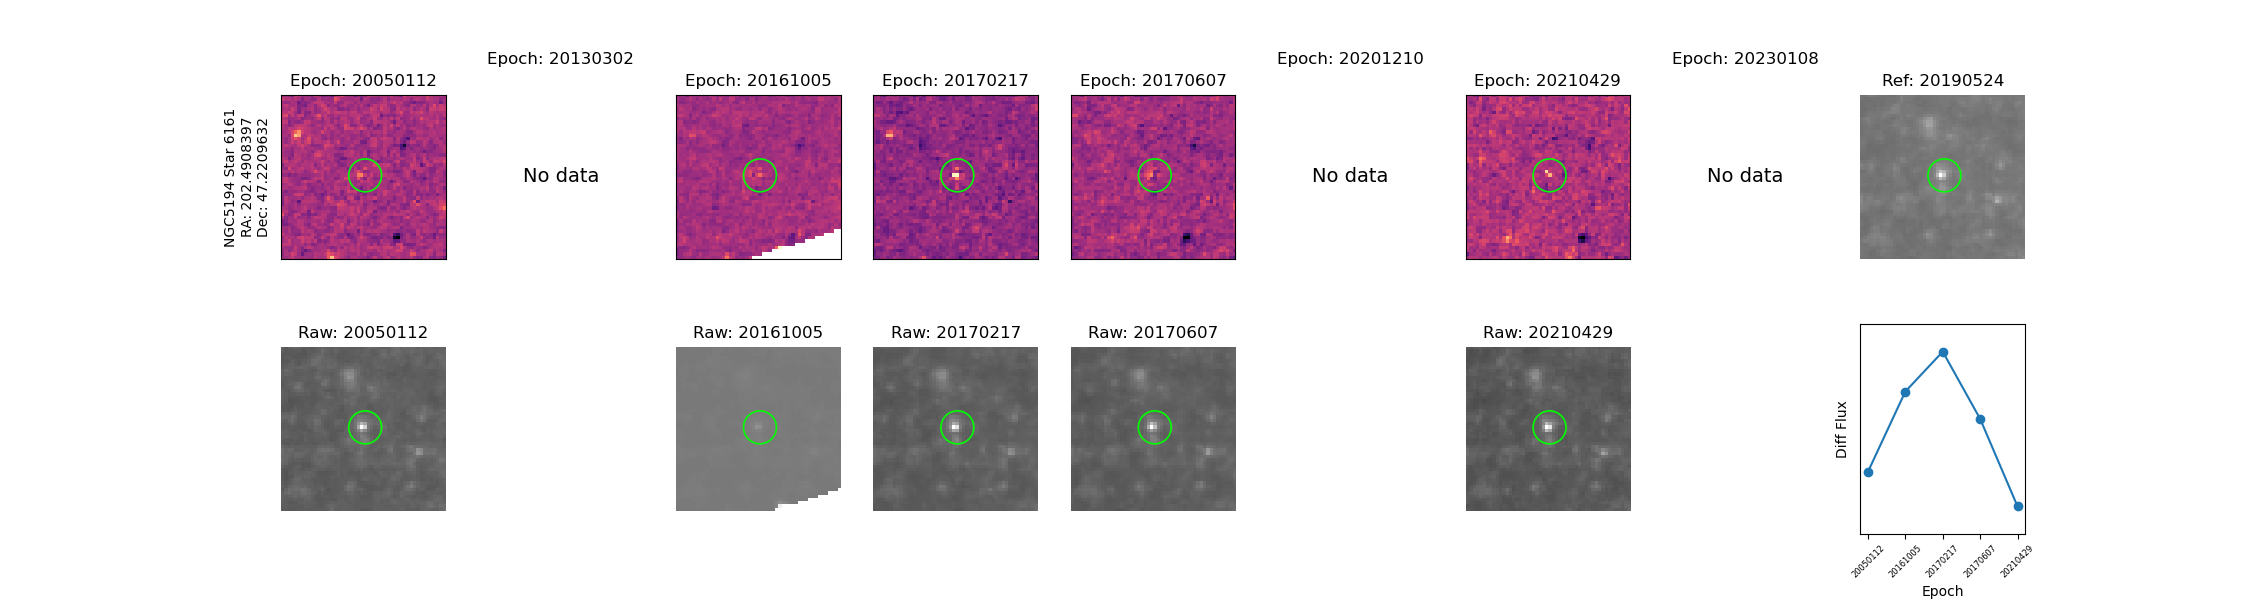 Epoch: 20130302
Epoch: 20201210
Epoch: 20230108
Epoch: 20050112
Epoch: 20161005
Epoch: 20170217
Epoch: 20170607
Epoch: 20210429
Ref: 20190524
NGC5194 Star 6161
RA: 202.4908397
Dec: 47.2209632
No data
No data
No data
Raw: 20050112
Raw: 20161005
Raw: 20170217
Raw: 20170607
Raw: 20210429
Diff Flux
20050112
20161005
20170217
20170607
20210429
Epoch